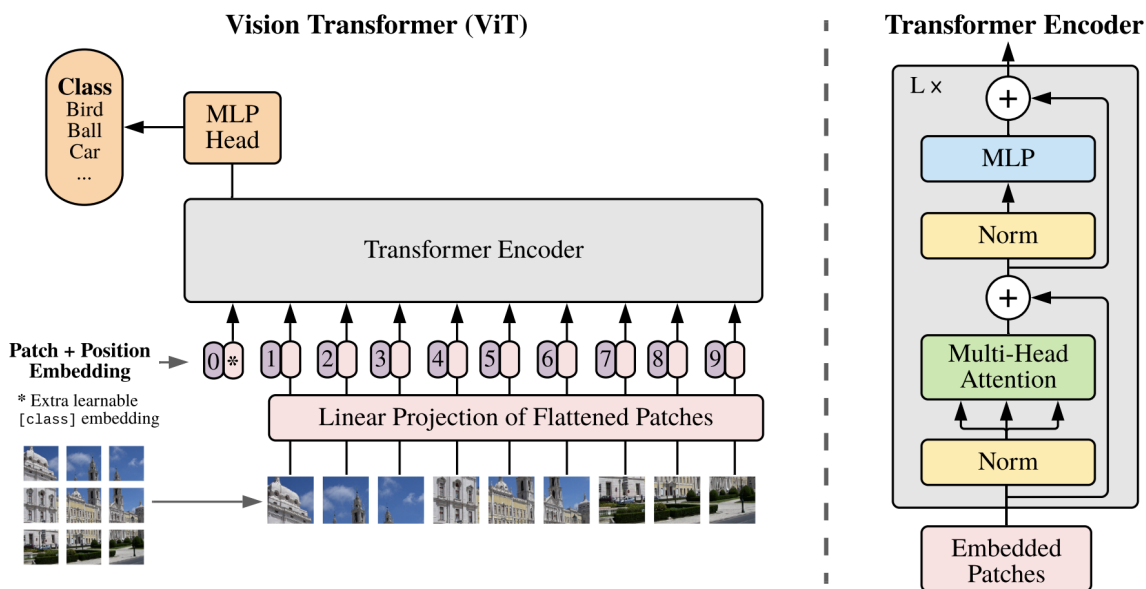 Vision Transformer (ViT)
Class
Bird
Ball
Car
...
MLP
Head
Transformer Encoder
Patch + Position
Embedding
0 * 1 2 3 4 5 6 7 8 9
* Extra learnable
[class] embedding
Linear Projection of Flattened Patches
Transformer Encoder
L ×
+
MLP
Norm
+
Multi-Head
Attention
Norm
Embedded
Patches